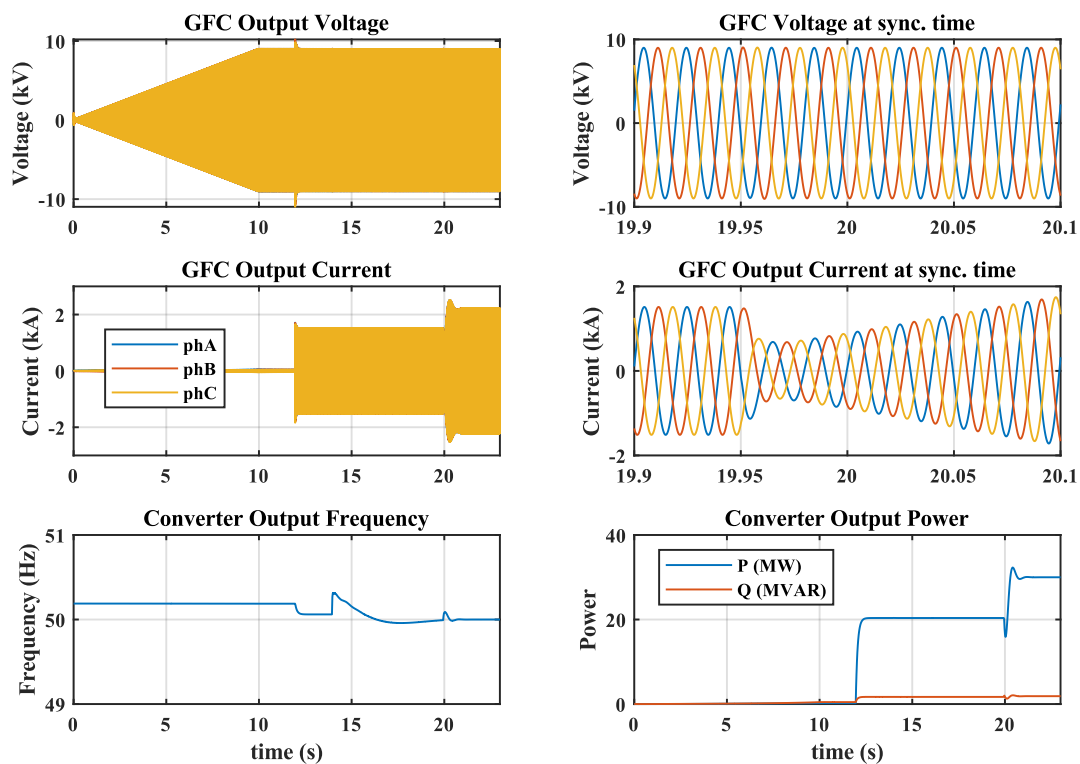 GFC Output Voltage
10
0
-10
Voltage (kV)
0 5 10 15 20
GFC Voltage at sync. time
10
0
-10
Voltage (kV)
19.9 19.95 20 20.05 20.1
GFC Output Current
2
0
-2
Current (kA)
phA
phB
phC
0 5 10 15 20
GFC Output Current at sync. time
2
0
-2
Current (kA)
19.9 19.95 20 20.05 20.1
Converter Output Frequency
51
50
49
Frequency (Hz)
0 5 10 15 20
time (s)
Converter Output Power
40
20
0
Power
P (MW)
Q (MVAR)
0 5 10 15 20
time (s)